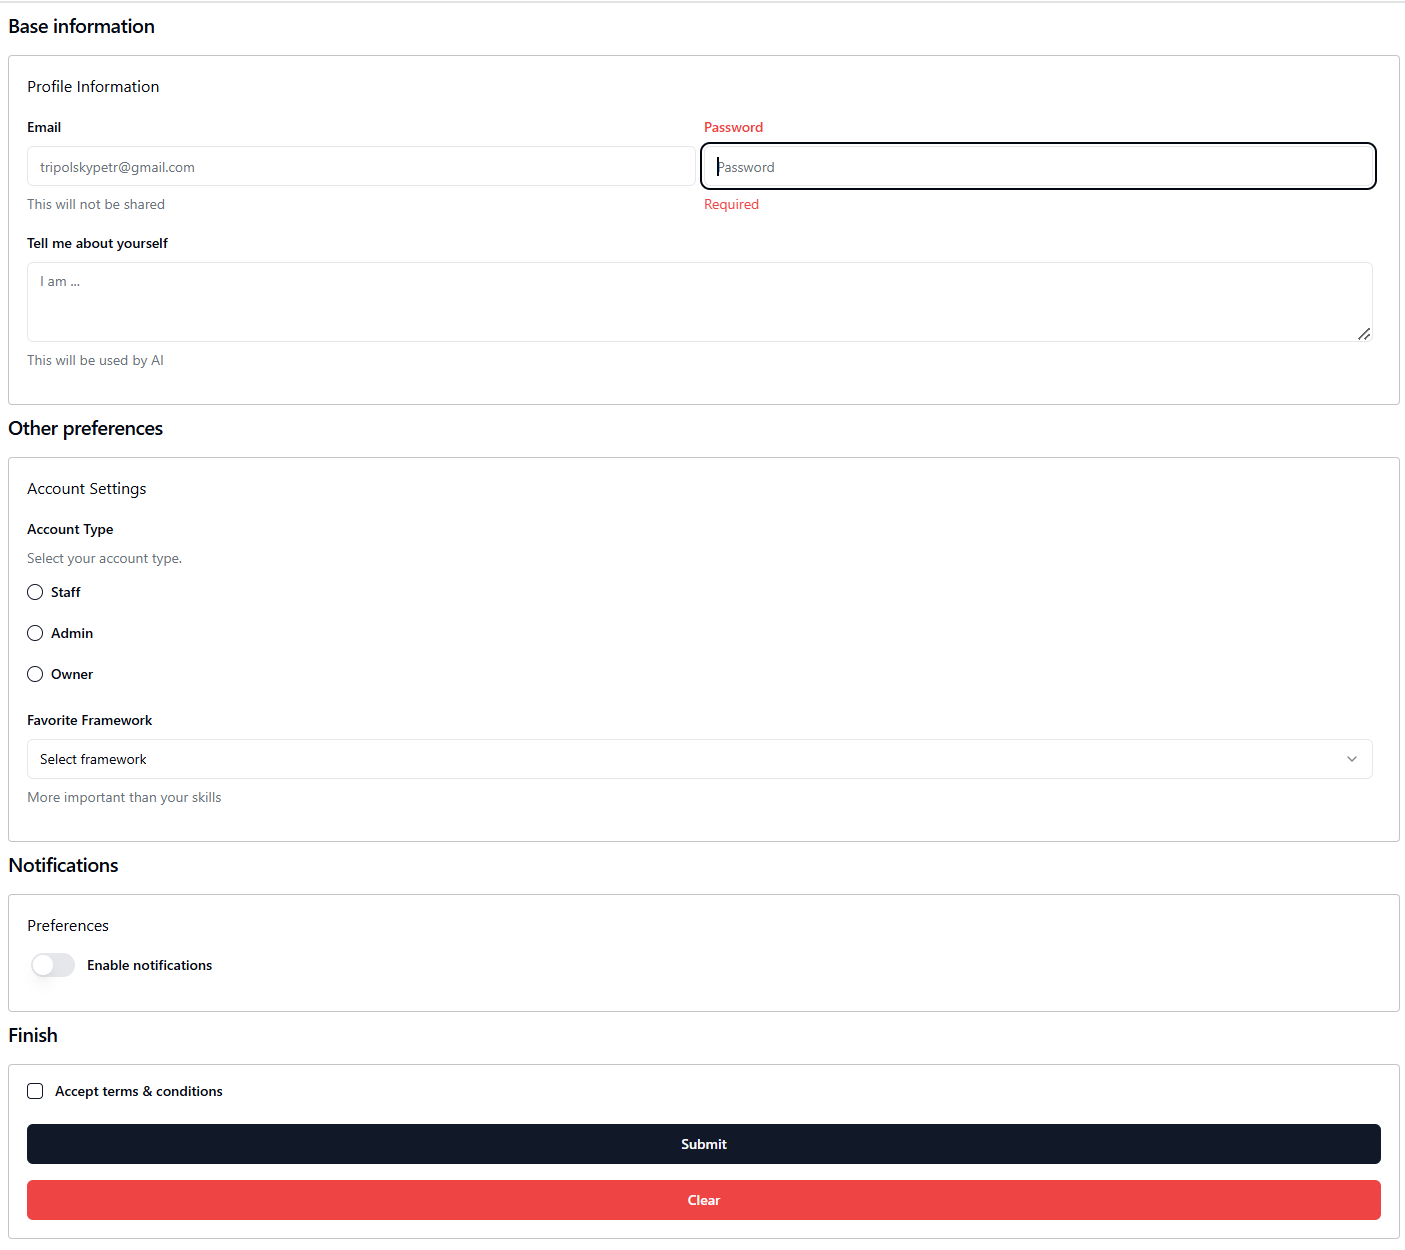 Base information
Profile Information
Email
Password
tripolskypetr@gmail.com
Password
This will not be shared
Required
Tell me about yourself
I am ...
This will be used by AI
Other preferences
Account Settings
Account Type
Select your account type.
Staff
Admin
Owner
Favorite Framework
Select framework
More important than your skills
Notifications
Preferences
Enable notifications
Finish
Accept terms & conditions
Submit
Clear